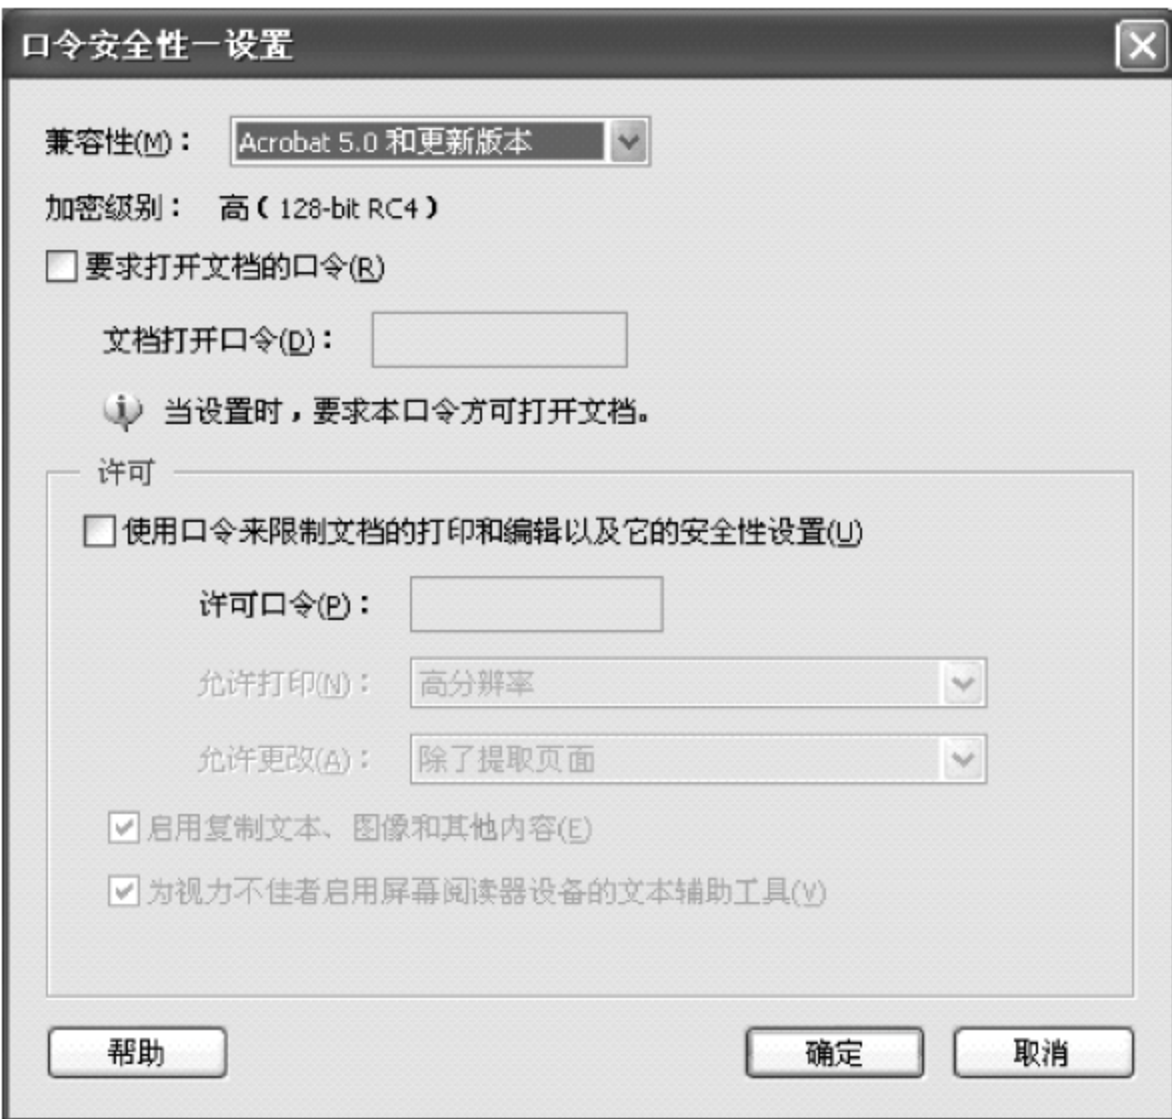 口令安全性－设置
兼容性(M)： Acrobat 5.0 和更新版本
加密级别： 高（128-bit RC4）
要求打开文档的口令(R)
文档打开口令(D)：
当设置时，要求本口令方可打开文档。
许可
使用口令来限制文档的打印和编辑以及它的安全性设置(U)
许可口令(P)：
允许打印(N)： 高分辨率
允许更改(A)： 除了提取页面
启用复制文本、图像和其他内容(E)
为视力不佳者启用屏幕阅读器设备的文本辅助工具(V)
帮助 确定 取消